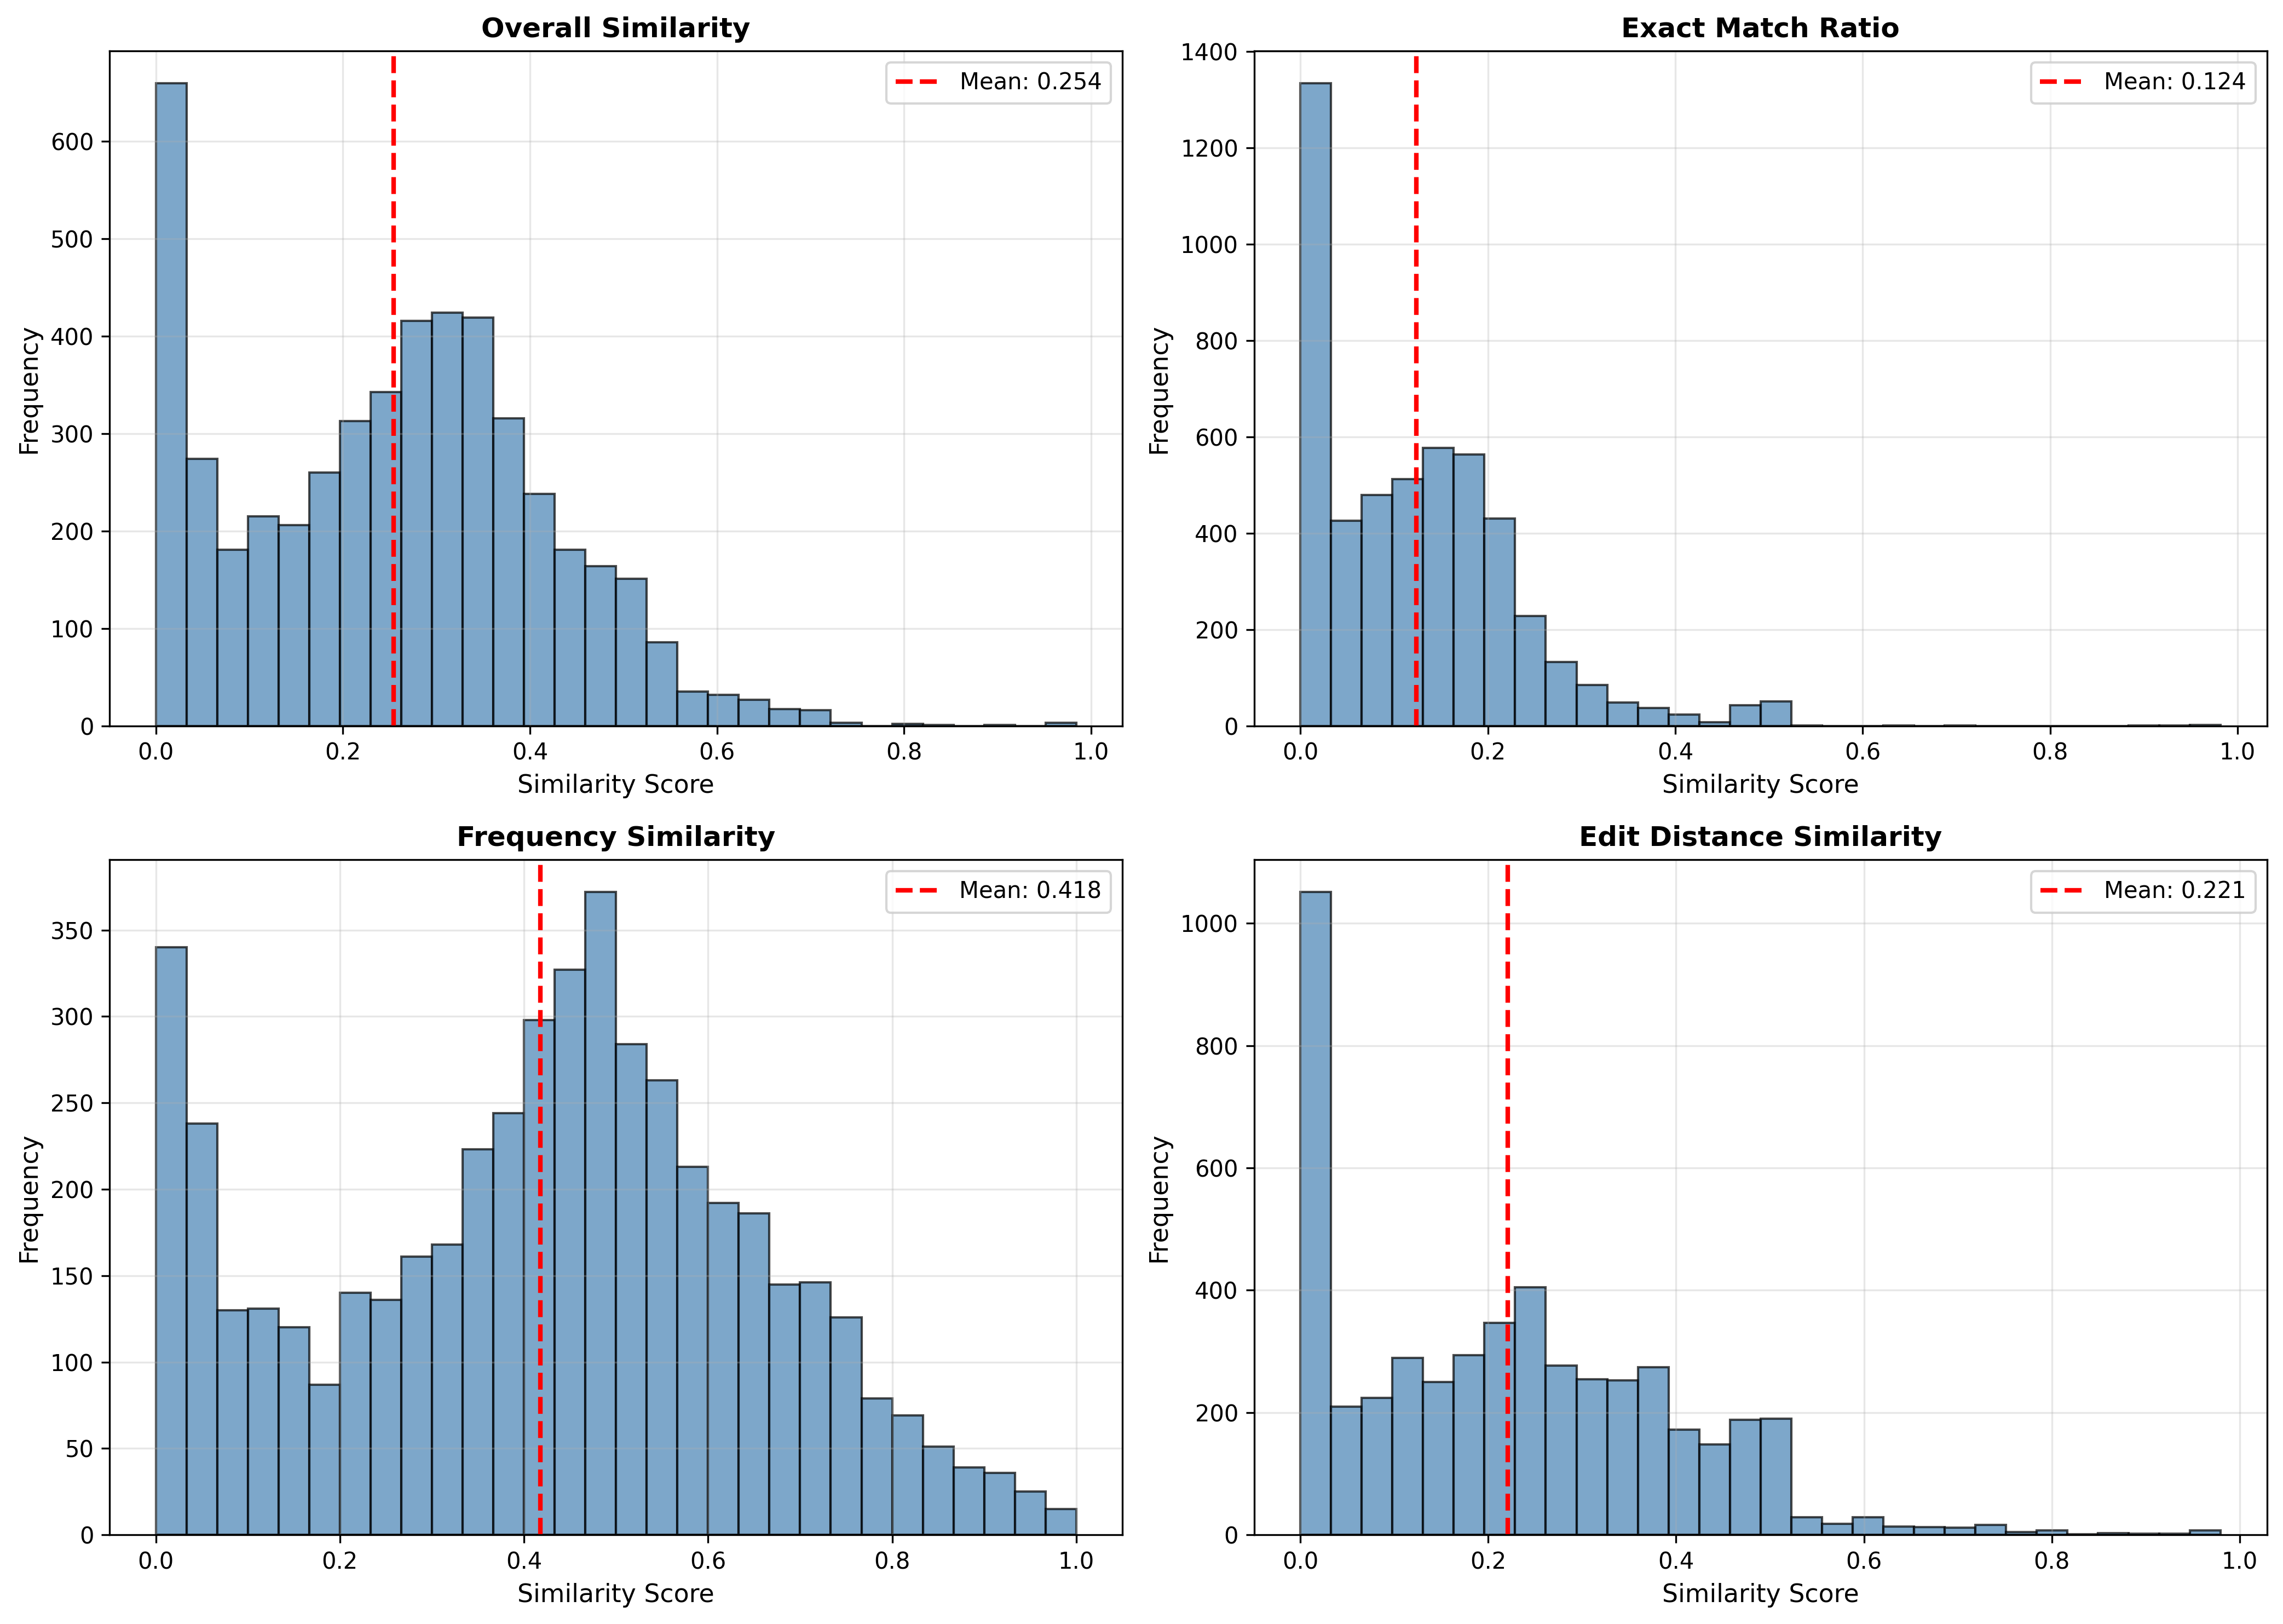 Overall Similarity
Mean: 0.254
Frequency
600
500
400
300
200
100
0
0.0 0.2 0.4 0.6 0.8 1.0
Similarity Score
Exact Match Ratio
Mean: 0.124
Frequency
1400
1200
1000
800
600
400
200
0
0.0 0.2 0.4 0.6 0.8 1.0
Similarity Score
Frequency Similarity
Mean: 0.418
Frequency
350
300
250
200
150
100
50
0
0.0 0.2 0.4 0.6 0.8 1.0
Similarity Score
Edit Distance Similarity
Mean: 0.221
Frequency
1000
800
600
400
200
0
0.0 0.2 0.4 0.6 0.8 1.0
Similarity Score